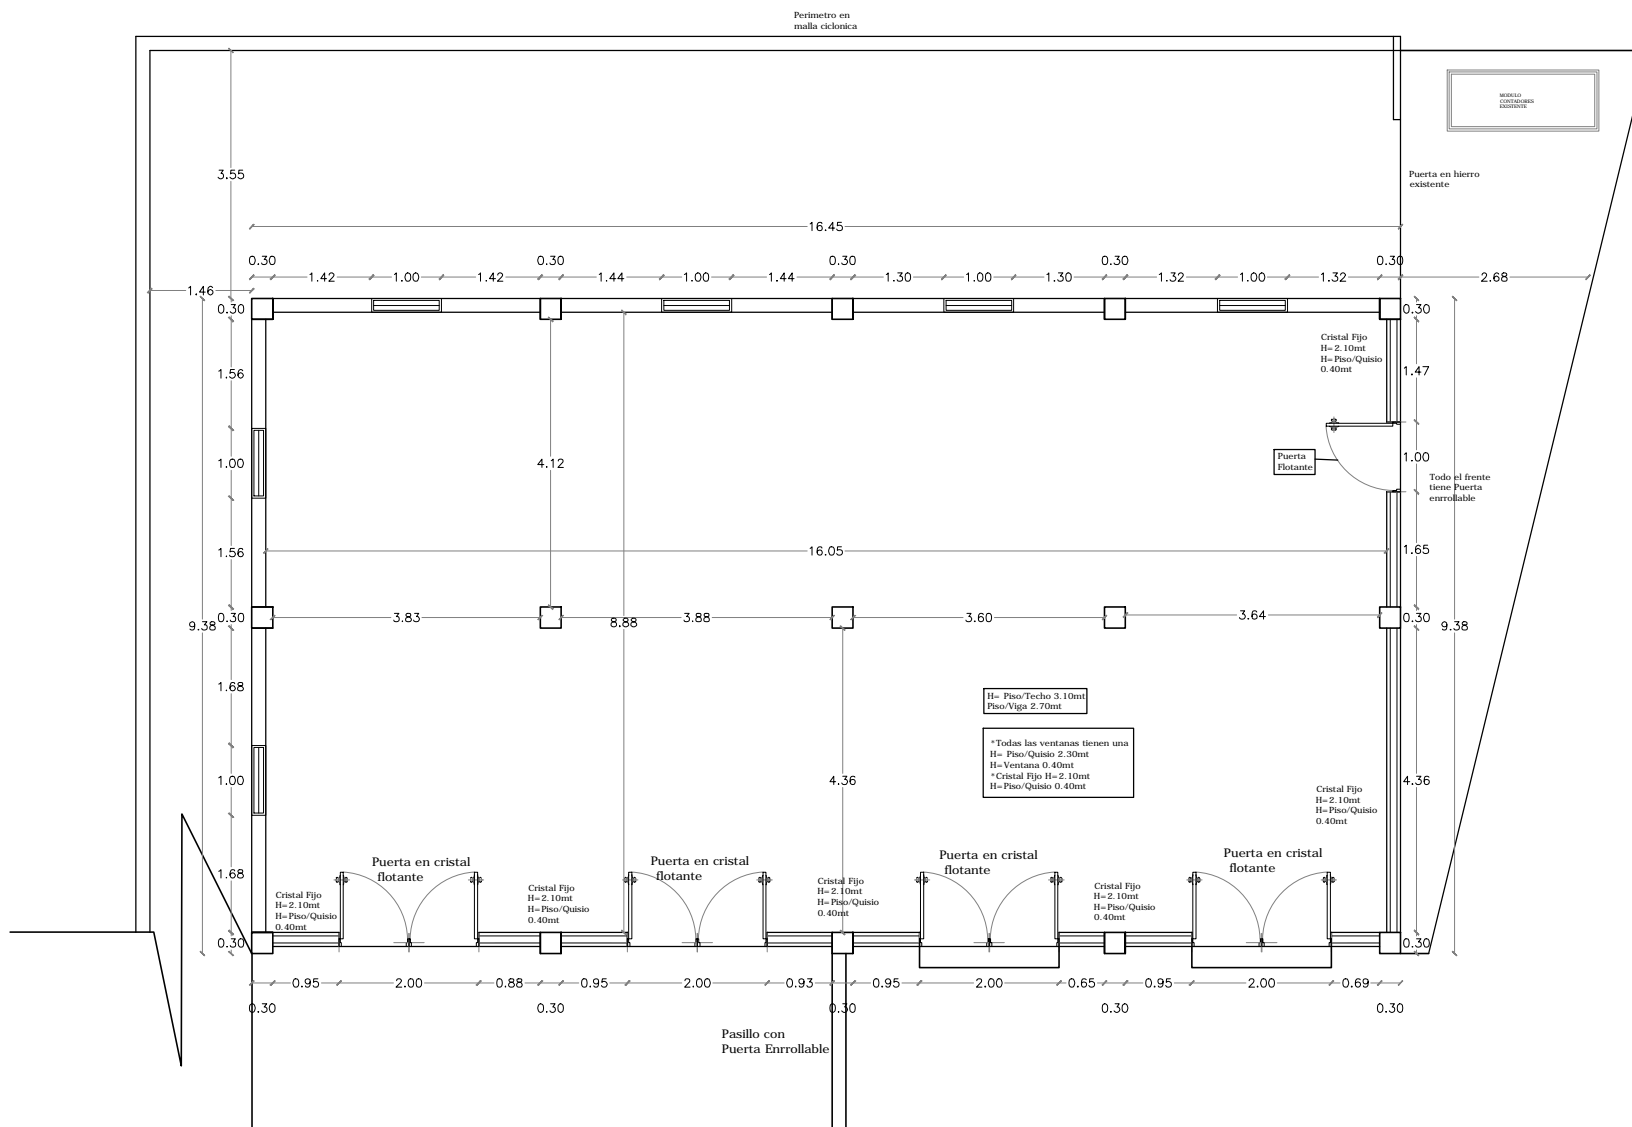 Perimetro en
malla ciclonica
MODULO
CONTADORES
EXISTENTE
3.55
Puerta en hierro
existente
16.45
0.30 0.30 0.30 0.30 0.30
1.42 1.00 1.42 1.44 1.00 1.44 1.30 1.00 1.30 1.32 1.00 1.32 2.68
1.46
0.30
0.30
Cristal Fijo
H=2.10mt
H=Piso/Quisio
0.40mt
1.56
1.47
1.00
4.12
Puerta
Flotante
1.00
Todo el frente
tiene Puerta
enrrollable
1.56
16.05
1.65
9.38
0.30
3.83 8.88 3.88 3.60 3.64
0.30
9.38
1.68
H= Piso/Techo 3.10mt
Piso/Viga 2.70mt
*Todas las ventanas tienen una
H= Piso/Quisio 2.30mt
H=Ventana 0.40mt
*Cristal Fijo H=2.10mt
H=Piso/Quisio 0.40mt
1.00
4.36
4.36
Cristal Fijo
H=2.10mt
H=Piso/Quisio
0.40mt
1.68
Puerta en cristal
flotante
Puerta en cristal
flotante
Puerta en cristal
flotante
Puerta en cristal
flotante
Cristal Fijo
H=2.10mt
H=Piso/Quisio
0.40mt
Cristal Fijo
H=2.10mt
H=Piso/Quisio
0.40mt
Cristal Fijo
H=2.10mt
H=Piso/Quisio
0.40mt
Cristal Fijo
H=2.10mt
H=Piso/Quisio
0.40mt
0.30
0.30
0.95 2.00 0.88 0.95 2.00 0.93 0.95 2.00 0.65 0.95 2.00 0.69
0.30 0.30 0.30 0.30 0.30
Pasillo con
Puerta Enrrollable